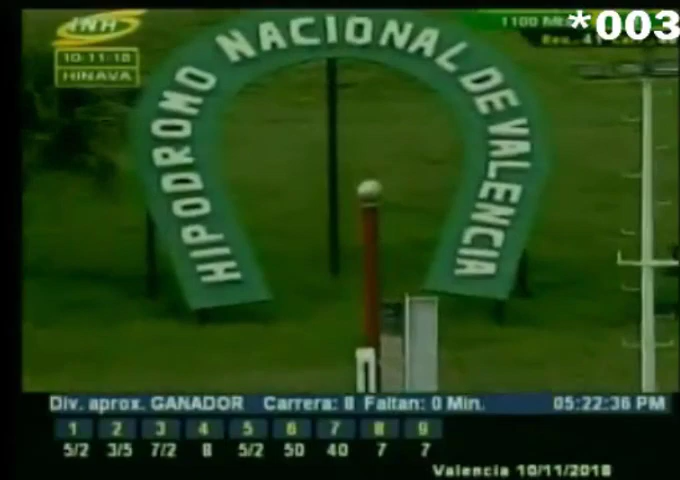 INH
10:11:18
HINAVA
1100 Mt
*003
HIPODROMO NACIONAL DE VALENCIA
Div. aprox. GANADOR Carrera: 8 Faltan: 0 Min. 05:22:36 PM
1 2 3 4 5 6 7 8 9
5/2 3/5 7/2 8 5/2 50 40 7 7
Valencia 10/11/2018